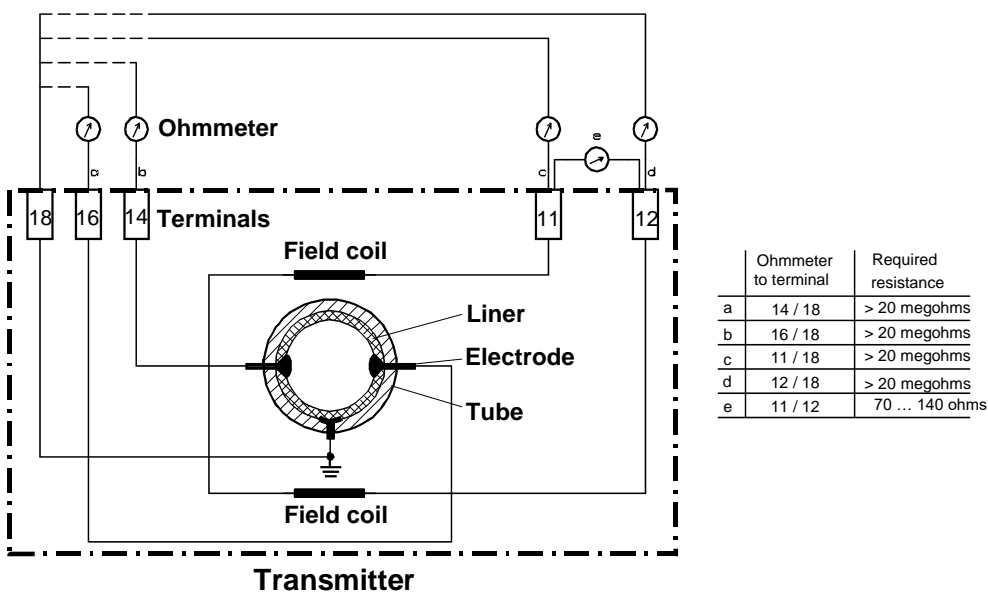 Ohmmeter
e
a
b
c
d
18
16
14
Terminals
11
12
Field coil
Liner
Electrode
Tube
Field coil
Transmitter
Ohmmeter to terminal
Required resistance
a 14 / 18 > 20 megohms
b 16 / 18 > 20 megohms
c 11 / 18 > 20 megohms
d 12 / 18 > 20 megohms
e 11 / 12 70 … 140 ohms